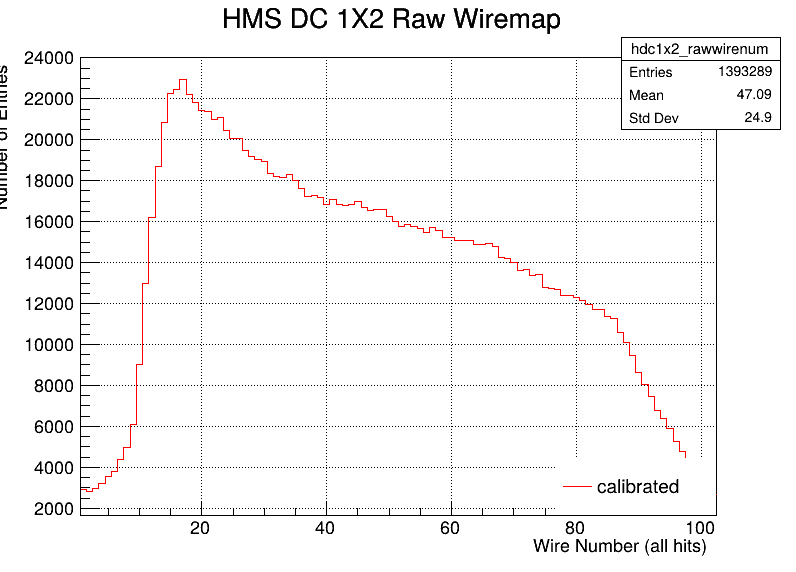 HMS DC 1X2 Raw Wiremap
hdc1x2_rawwirenum
Entries 1393289
Mean 47.09
Std Dev 24.9
Number of Entries
24000
22000
20000
18000
16000
14000
12000
10000
8000
6000
4000
2000
calibrated
20 40 60 80 100
Wire Number (all hits)